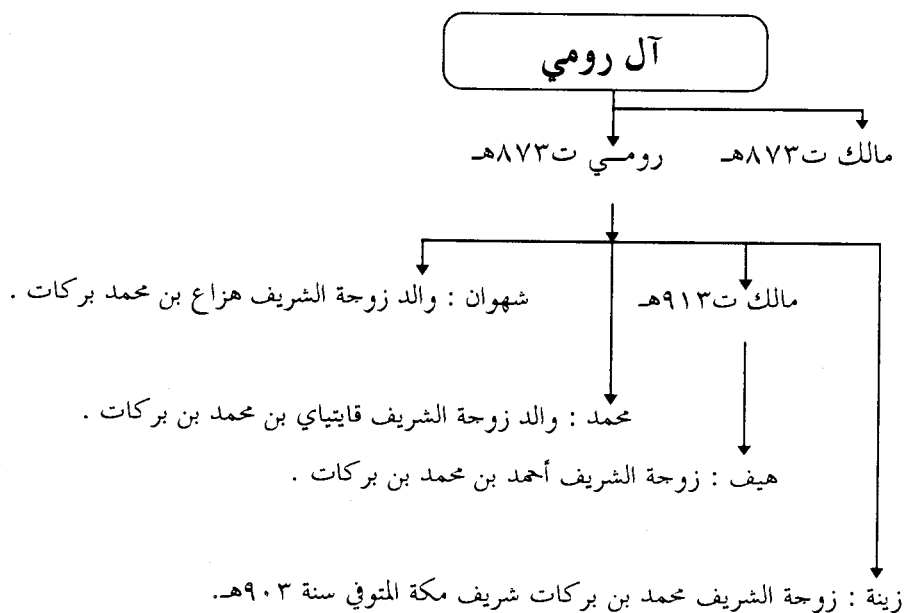 آل رومي
مالك ت٨٧٣هـ رومـي ت٨٧٣هـ
مالك ت٩١٣هـ شهوان : والد زوجة الشريف هزاع بن محمد بركات .
محمد : والد زوجة الشريف قايتباي بن محمد بن بركات .
هيف : زوجة الشريف أحمد بن محمد بن بركات .
زينة : زوجة الشريف محمد بن بركات شريف مكة المتوفي سنة ٩٠٣هـ.